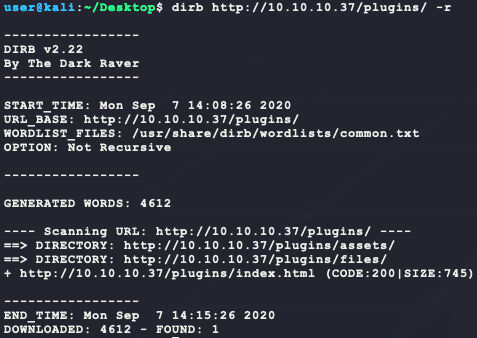 user@kali:~/Desktop$ dirb http://10.10.10.37/plugins/ -r
-----------------
DIRB v2.22
By The Dark Raver
-----------------
START_TIME: Mon Sep  7 14:08:26 2020
URL_BASE: http://10.10.10.37/plugins/
WORDLIST_FILES: /usr/share/dirb/wordlists/common.txt
OPTION: Not Recursive
-----------------
GENERATED WORDS: 4612
---- Scanning URL: http://10.10.10.37/plugins/ ----
==> DIRECTORY: http://10.10.10.37/plugins/assets/
==> DIRECTORY: http://10.10.10.37/plugins/files/
+ http://10.10.10.37/plugins/index.html (CODE:200|SIZE:745)
-----------------
END_TIME: Mon Sep  7 14:15:26 2020
DOWNLOADED: 4612 - FOUND: 1